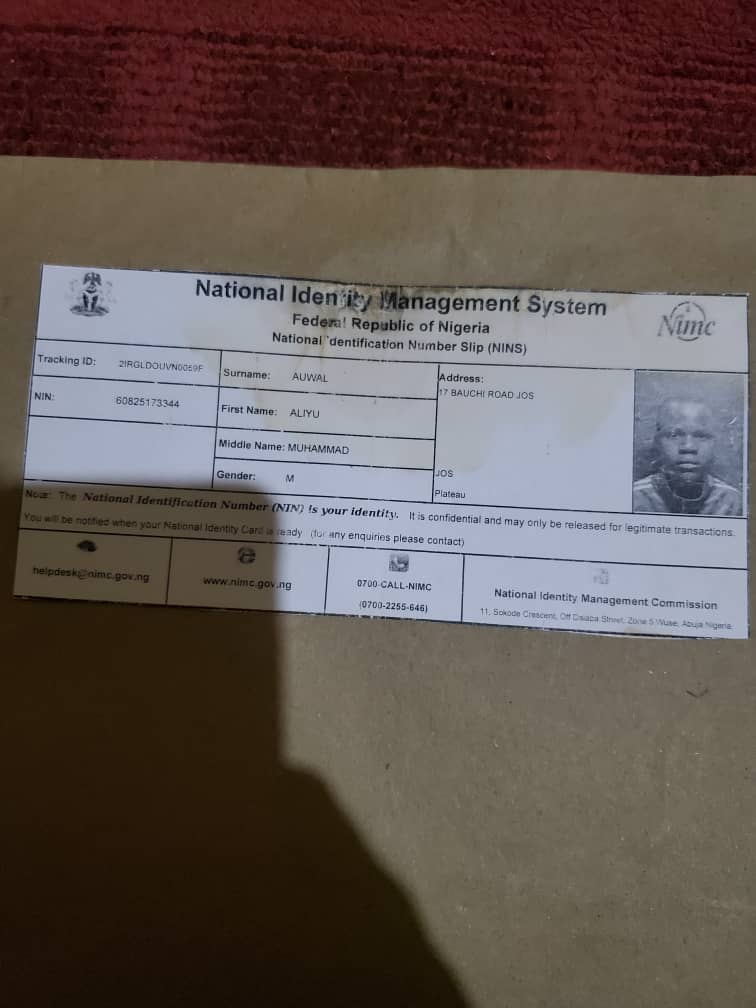 National Identity Management System
Federal Republic of Nigeria
National Identification Number Slip (NINS)
Nimc
Tracking ID:
NIN: 60825173344
Surname: AUWAL
First Name: ALIYU
Middle Name: MUHAMMAD
Gender: M
Address:
17 BAUCHI ROAD JOS
JOS
Plateau
Note: The National Identification Number (NIN) is your identity. It is confidential and may only be released for legitimate transactions.
You will be notified when your National Identity Card is ready (for any enquiries please contact)
helpdesk@nimc.gov.ng
www.nimc.gov.ng
0700-CALL-NIMC
(0700-2255-646)
National Identity Management Commission
11, Sokode Crescent, Off Dalaba Street, Zone 5 Wuse, Abuja Nigeria